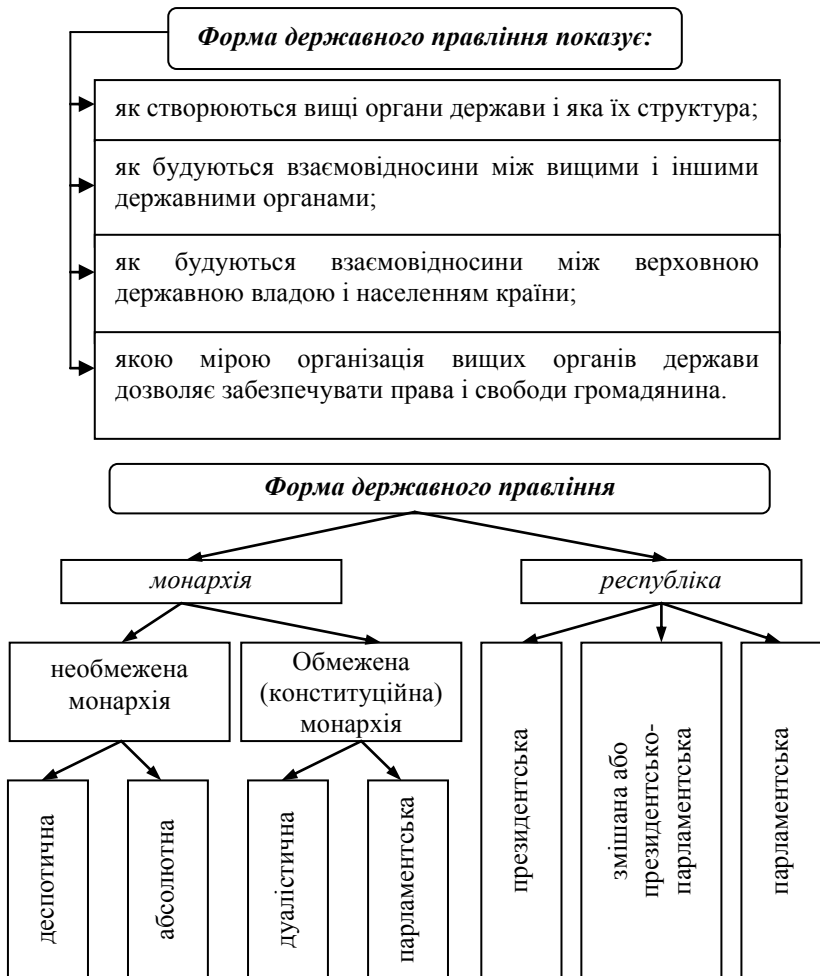 Форма державного правління показує:
як створюються вищі органи держави і яка їх структура;
як будуються взаємовідносини між вищими і іншими
державними органами;
як будуються взаємовідносини між верховною
державною владою і населенням країни;
якою мірою організація вищих органів держави
дозволяє забезпечувати права і свободи громадянина.
Форма державного правління
монархія
республіка
необмежена
монархія
Обмежена
(конституційна)
монархія
деспотична
абсолютна
дуалістична
парламентська
президентська
змішана або
президентсько-
парламентська
парламентська